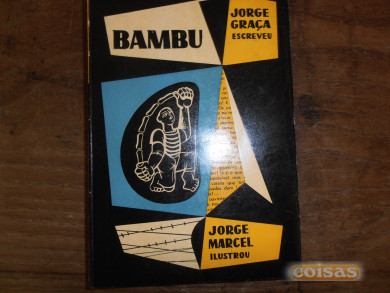 BAMBU
JORGE
GRAÇA
ESCREVEU
JORGE
MARCEL
ILUSTROU
coisas